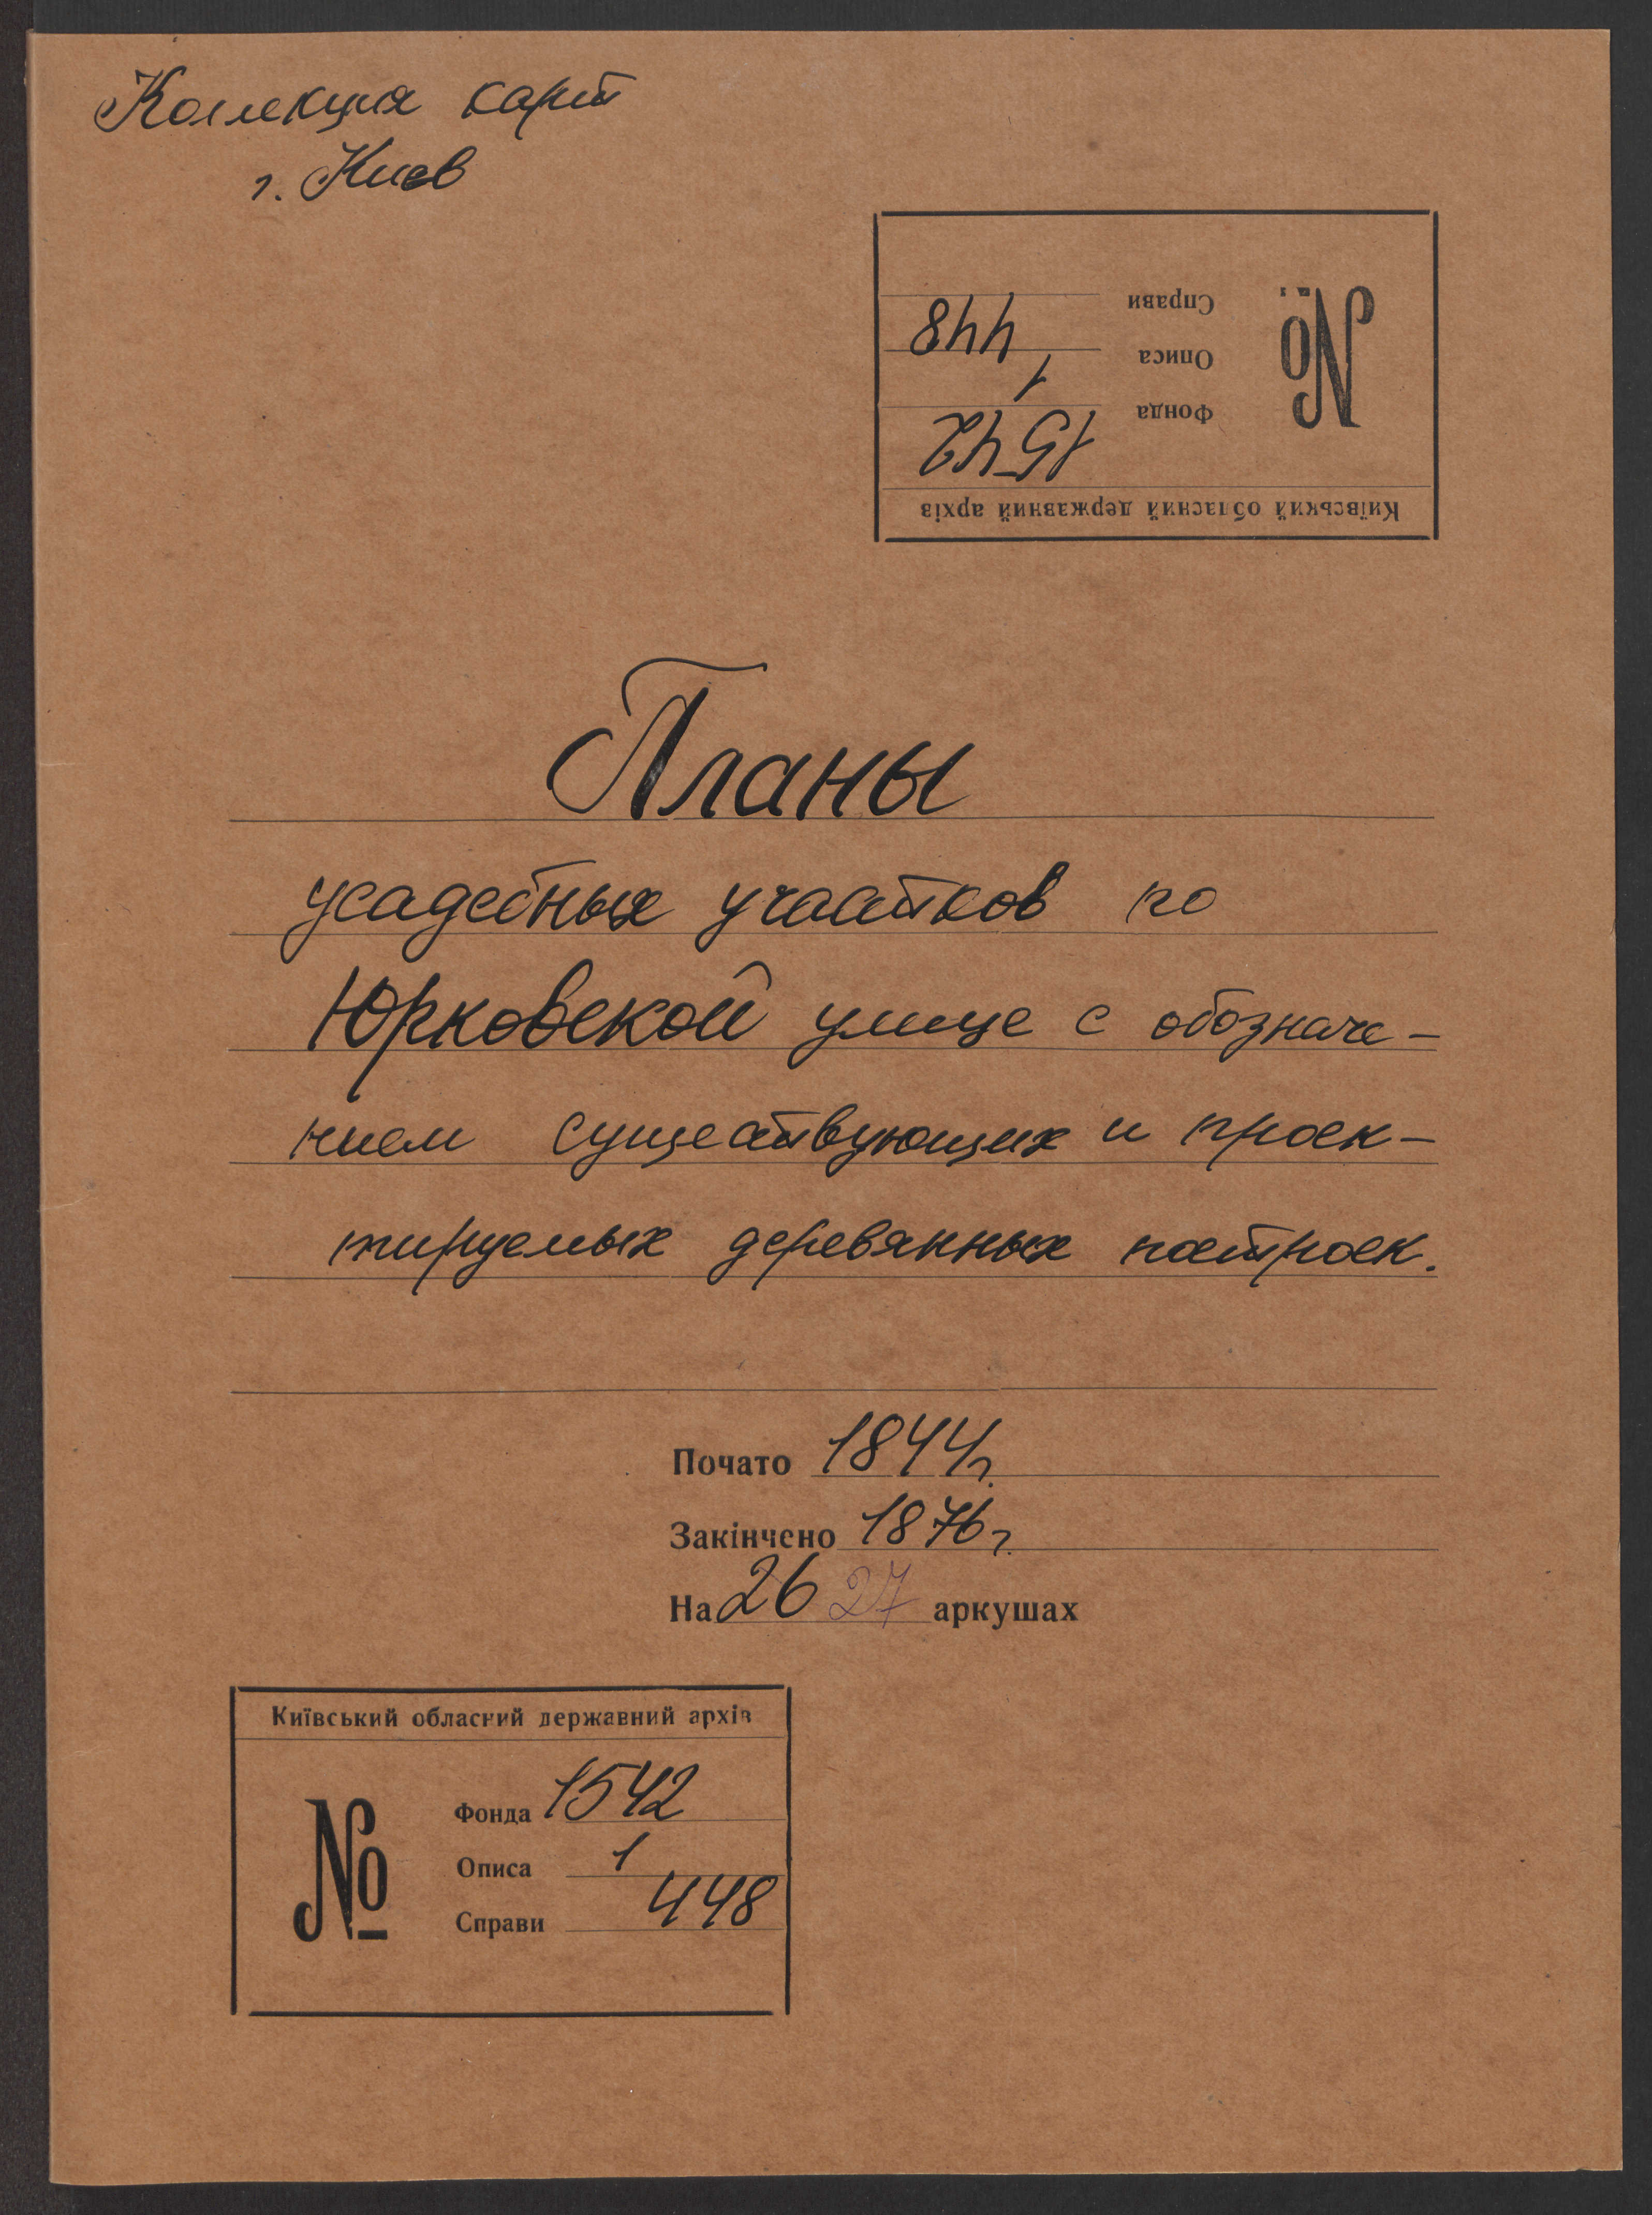 Коллекция карт
г. Киев
Київський обласний державний архів
№
Фонда 1542
Описа 1
Справи 448
Планы
усадебных участков по
Юрковской улице с обозначе-
нием существующих и проек-
тируемых деревянных построек.
Почато 1844г.
Закінчено 1876г.
На 26 27 аркушах
Київський обласний державний архів
№
Фонда 1542
Описа 1
Справи 448